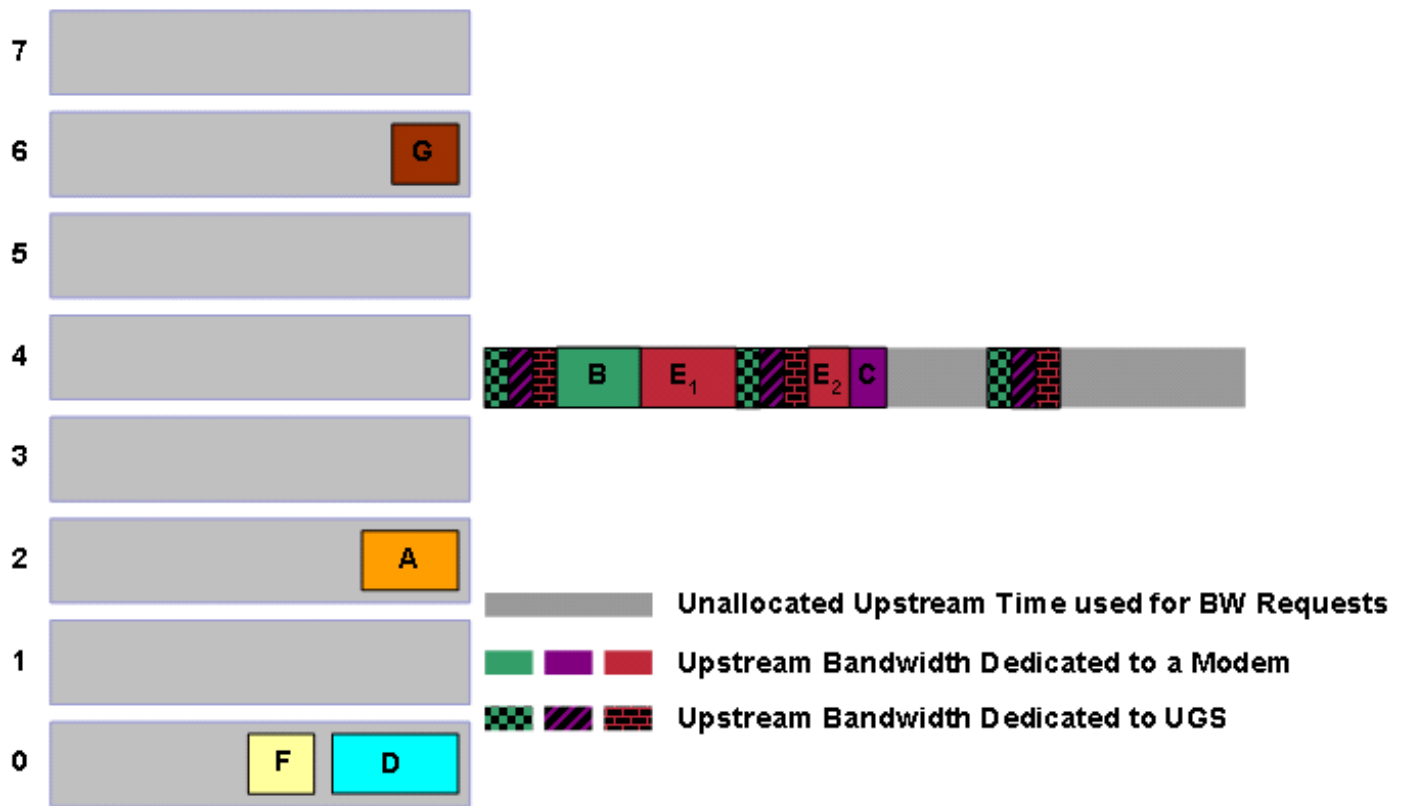 7
6
G
5
4
B
E1
E2
C
3
2
A
Unallocated Upstream Time used for BW Requests
1
Upstream Bandwidth Dedicated to a Modem
Upstream Bandwidth Dedicated to UGS
0
F
D